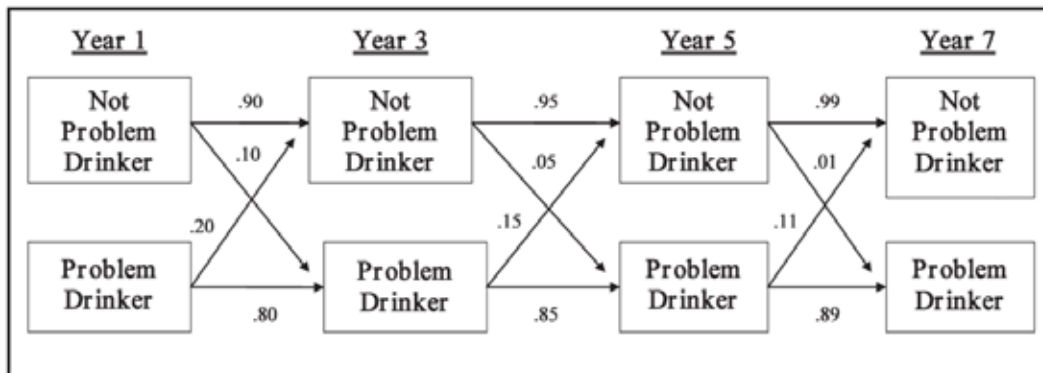 Year 1 Year 3 Year 5 Year 7
Not Problem Drinker
.90
Not Problem Drinker
.95
Not Problem Drinker
.99
Not Problem Drinker
.10
.05
.01
.20
.15
.11
Problem Drinker
.80
Problem Drinker
.85
Problem Drinker
.89
Problem Drinker